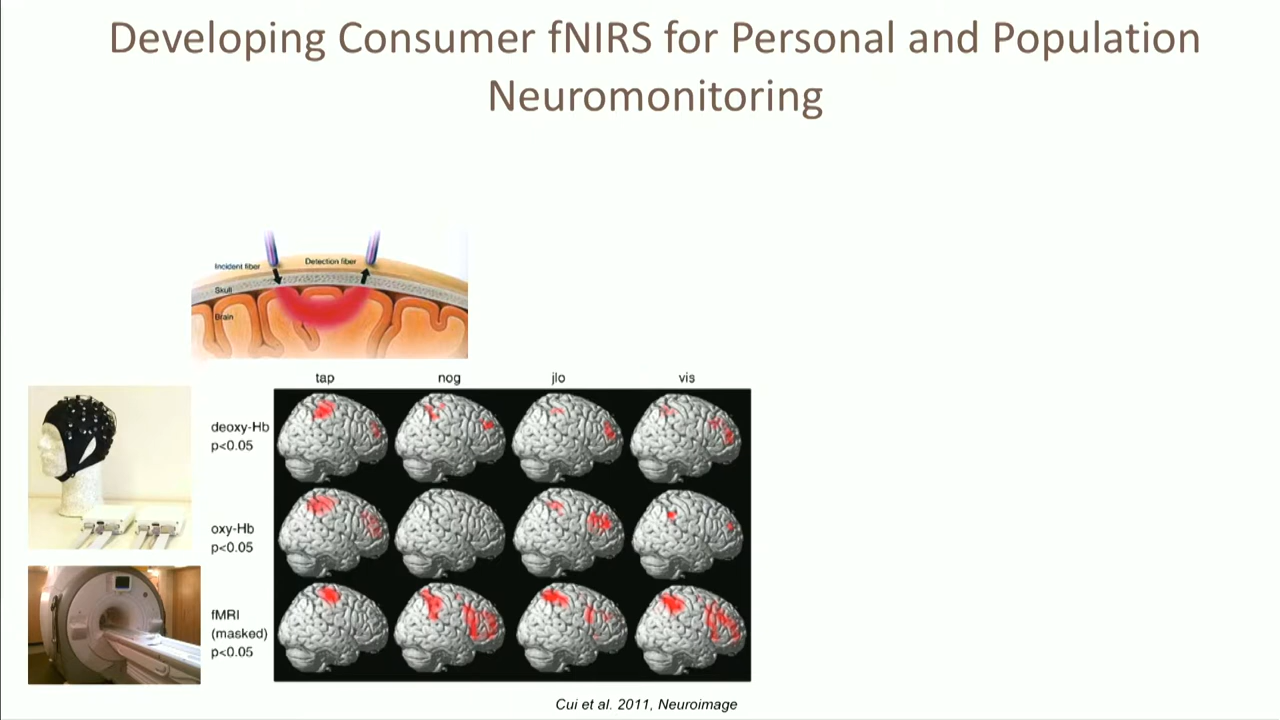 Developing Consumer fNIRS for Personal and Population
Neuromonitoring
Incident fiber
Detection fiber
Skull
Brain
tap nog jlo vis
deoxy-Hb
p<0.05
oxy-Hb
p<0.05
fMRI
(masked)
p<0.05
Cui et al. 2011, Neuroimage